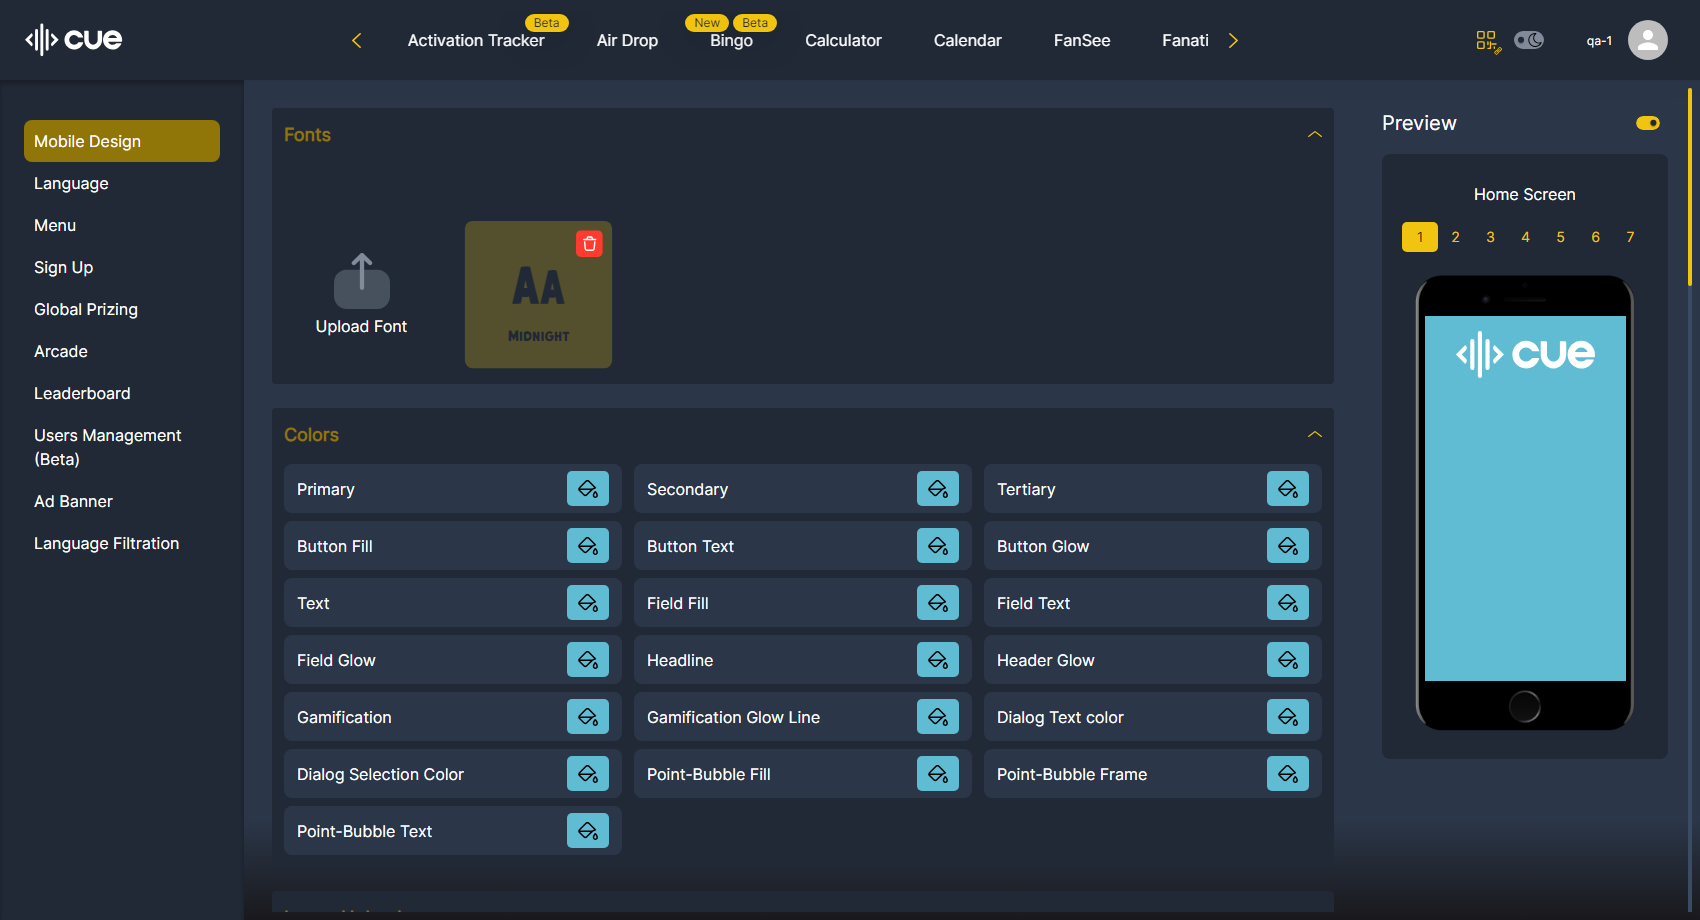 cue
Activation Tracker
Beta
Air Drop
New
Beta
Bingo
Calculator
Calendar
FanSee
Fanati
qa-1
Mobile Design
Language
Menu
Sign Up
Global Prizing
Arcade
Leaderboard
Users Management
(Beta)
Ad Banner
Language Filtration
Fonts
Upload Font
AA
MIDNIGHT
Colors
Primary
Secondary
Tertiary
Button Fill
Button Text
Button Glow
Text
Field Fill
Field Text
Field Glow
Headline
Header Glow
Gamification
Gamification Glow Line
Dialog Text color
Dialog Selection Color
Point-Bubble Fill
Point-Bubble Frame
Point-Bubble Text
Preview
Home Screen
1 2 3 4 5 6 7
cue